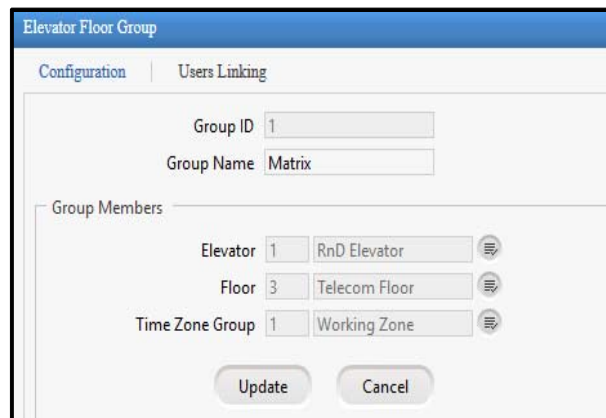 Elevator Floor Group
Configuration | Users Linking
Group ID 1
Group Name Matrix
Group Members
Elevator 1 RnD Elevator
Floor 3 Telecom Floor
Time Zone Group 1 Working Zone
Update Cancel